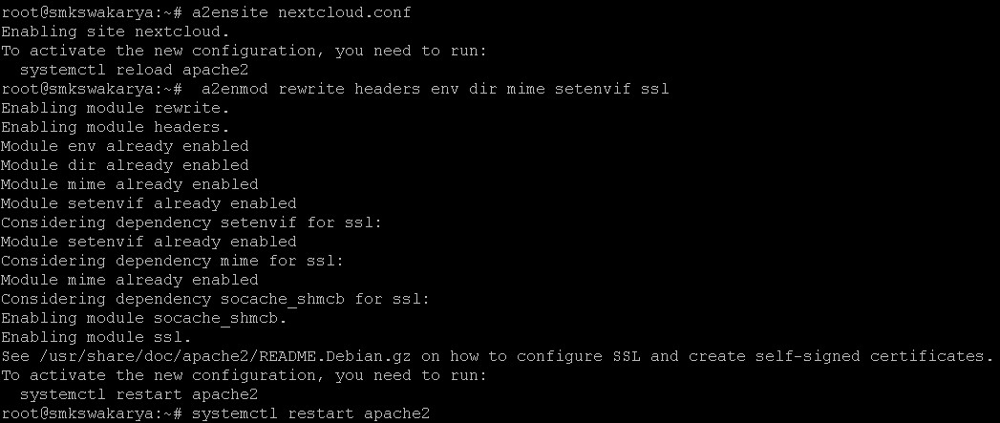 root@smkswakarya:~# a2ensite nextcloud.conf
Enabling site nextcloud.
To activate the new configuration, you need to run:
  systemctl reload apache2
root@smkswakarya:~#  a2enmod rewrite headers env dir mime setenvif ssl
Enabling module rewrite.
Enabling module headers.
Module env already enabled
Module dir already enabled
Module mime already enabled
Module setenvif already enabled
Considering dependency setenvif for ssl:
Module setenvif already enabled
Considering dependency mime for ssl:
Module mime already enabled
Considering dependency socache_shmcb for ssl:
Enabling module socache_shmcb.
Enabling module ssl.
See /usr/share/doc/apache2/README.Debian.gz on how to configure SSL and create self-signed certificates.
To activate the new configuration, you need to run:
  systemctl restart apache2
root@smkswakarya:~# systemctl restart apache2